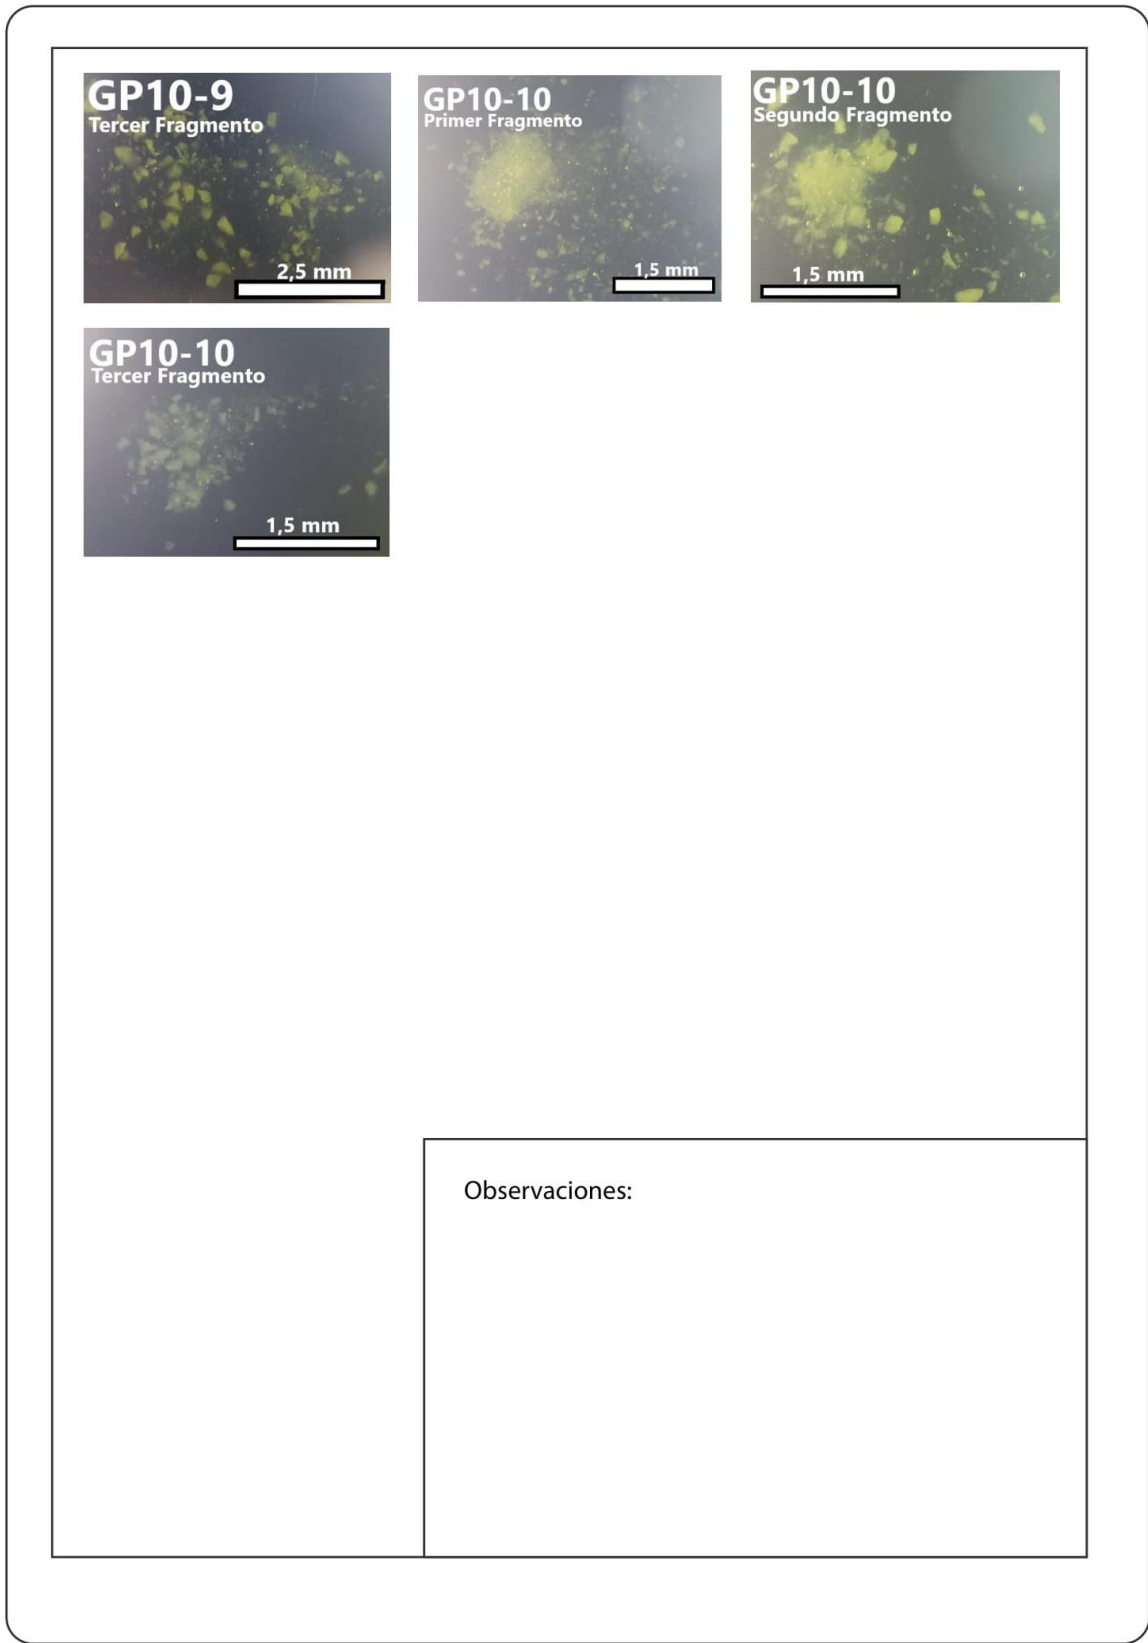 GP10-9
Tercer Fragmento
2,5 mm
GP10-10
Primer Fragmento
1,5 mm
GP10-10
Segundo Fragmento
1,5 mm
GP10-10
Tercer Fragmento
1,5 mm
Observaciones: